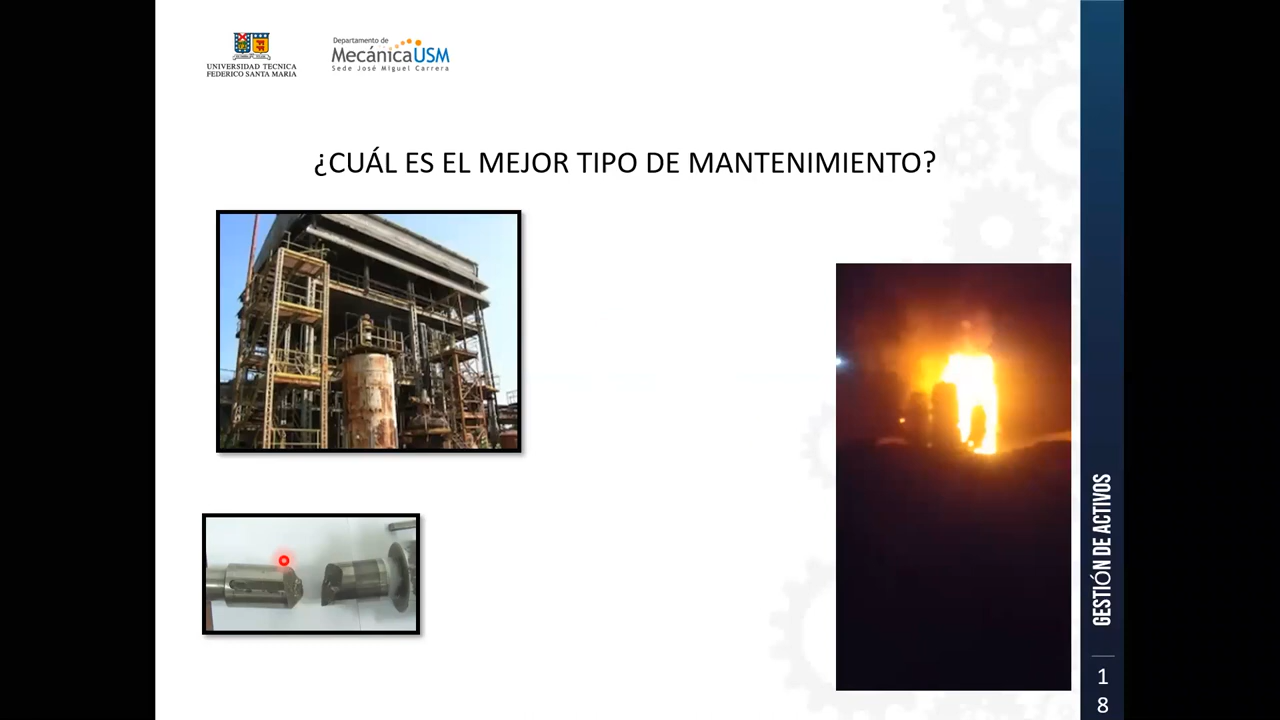 UNIVERSIDAD TECNICA
FEDERICO SANTA MARIA
Departamento de
MecánicaUSM
Sede José Miguel Carrera
¿CUÁL ES EL MEJOR TIPO DE MANTENIMIENTO?
GESTIÓN DE ACTIVOS
1
8